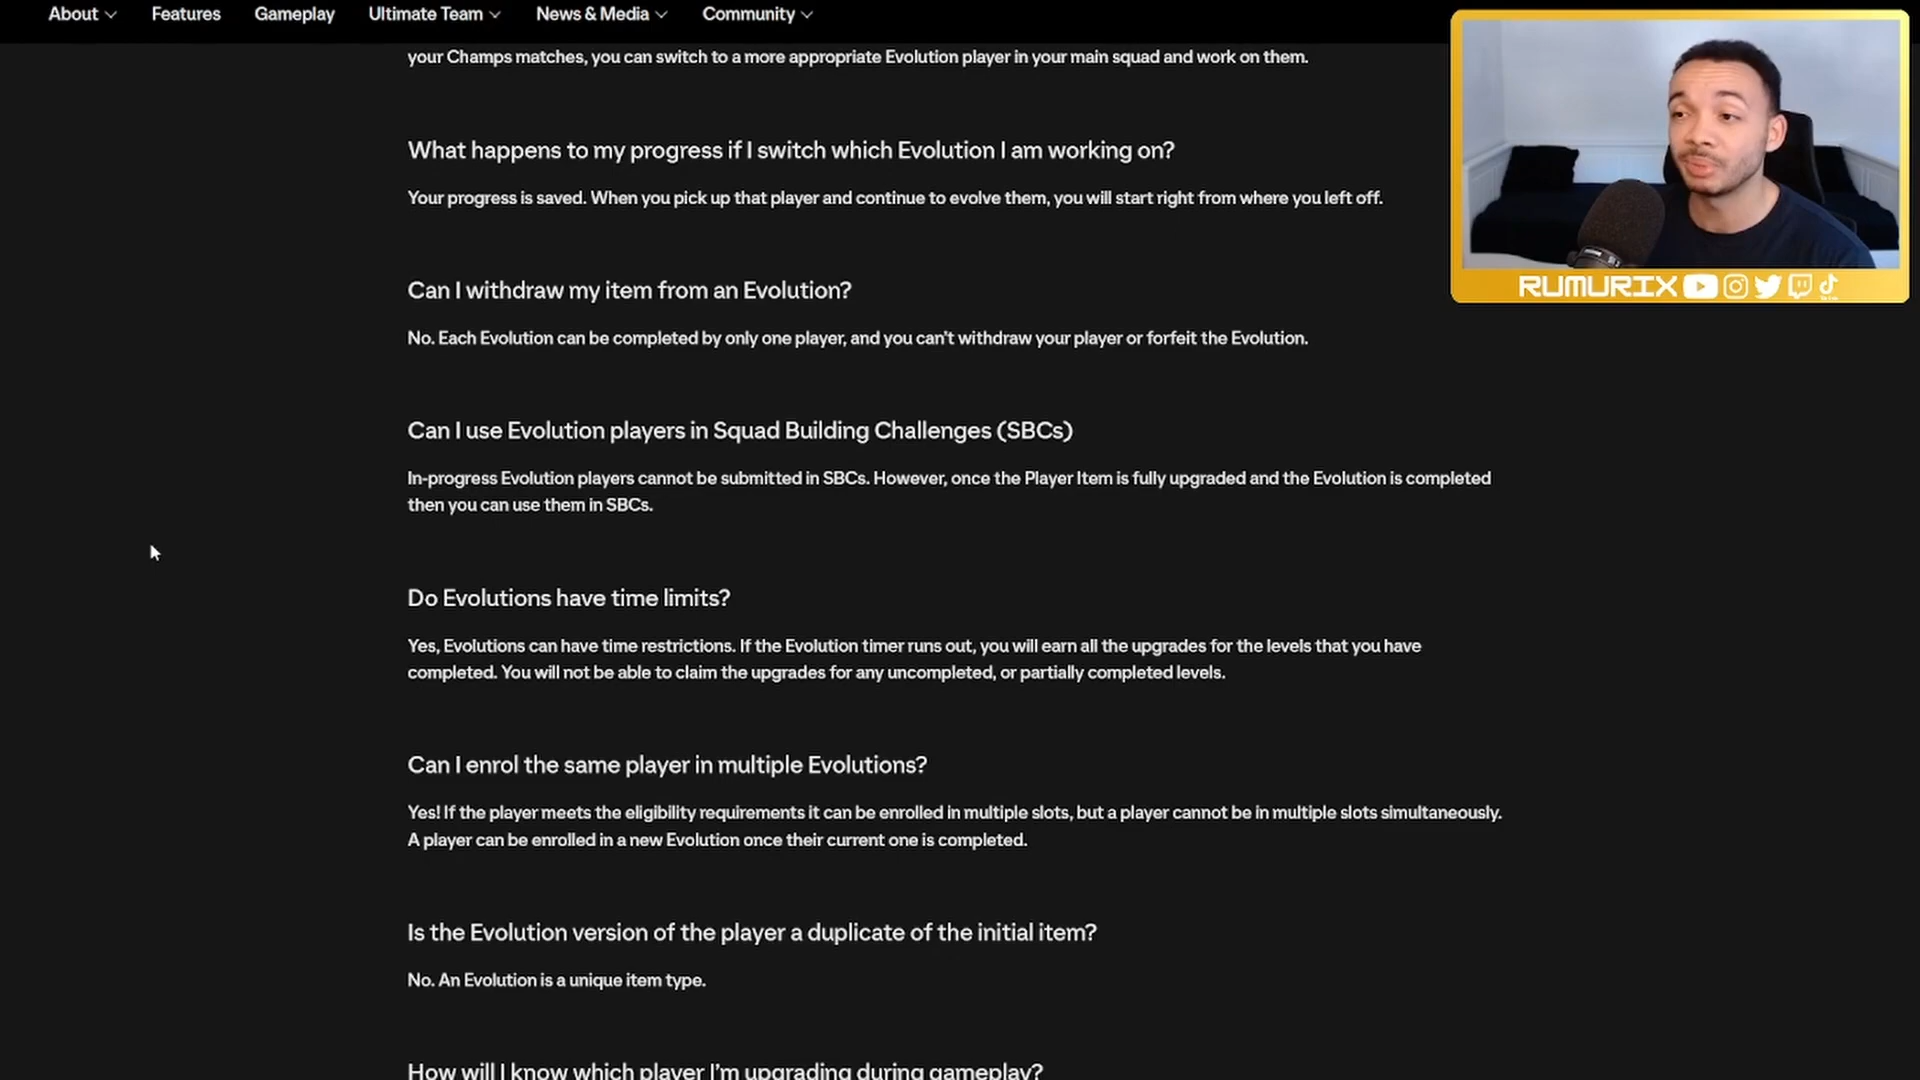 About
Features
Gameplay
Ultimate Team
News & Media
Community
your Champs matches, you can switch to a more appropriate Evolution player in your main squad and work on them.
What happens to my progress if I switch which Evolution I am working on?
Your progress is saved. When you pick up that player and continue to evolve them, you will start right from where you left off.
RUMURIX
Can I withdraw my item from an Evolution?
No. Each Evolution can be completed by only one player, and you can't withdraw your player or forfeit the Evolution.
Can I use Evolution players in Squad Building Challenges (SBCs)
In-progress Evolution players cannot be submitted in SBCs. However, once the Player Item is fully upgraded and the Evolution is completed
then you can use them in SBCs.
Do Evolutions have time limits?
Yes, Evolutions can have time restrictions. If the Evolution timer runs out, you will earn all the upgrades for the levels that you have
completed. You will not be able to claim the upgrades for any uncompleted, or partially completed levels.
Can I enrol the same player in multiple Evolutions?
Yes! If the player meets the eligibility requirements it can be enrolled in multiple slots, but a player cannot be in multiple slots simultaneously.
A player can be enrolled in a new Evolution once their current one is completed.
Is the Evolution version of the player a duplicate of the initial item?
No. An Evolution is a unique item type.
How will I know which player I'm upgrading during gameplay?